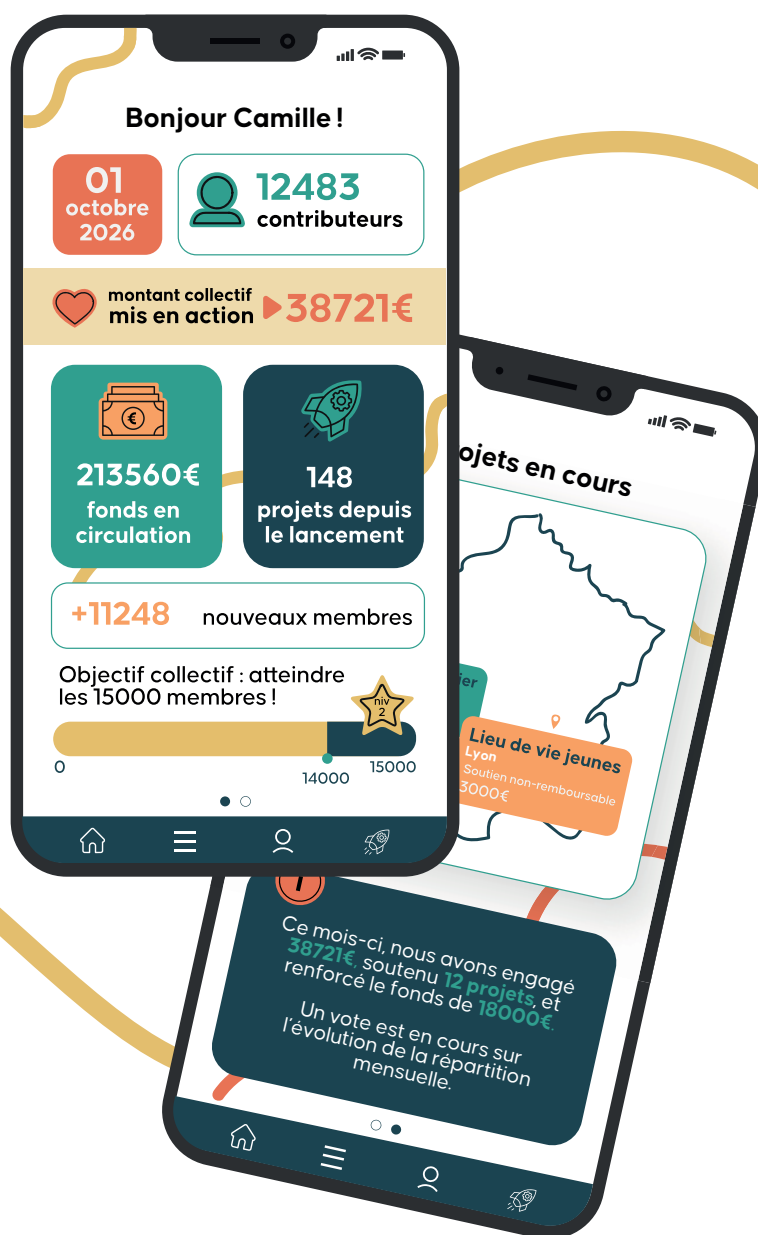 Bonjour Camille !
01
octobre
2026
12483
contributeurs
montant collectif
mis en action
38721€
213560€
fonds en
circulation
148
projets depuis
le lancement
+11248
nouveaux membres
Objectif collectif : atteindre
les 15000 membres !
niv
2
0
14000
15000
ojets en cours
ier
Lieu de vie jeunes
Lyon
Soutien non-remboursable
3000€
Ce mois-ci, nous avons engagé
38721€, soutenu 12 projets, et
renforcé le fonds de 18000€.
Un vote est en cours sur
l'évolution de la répartition
mensuelle.